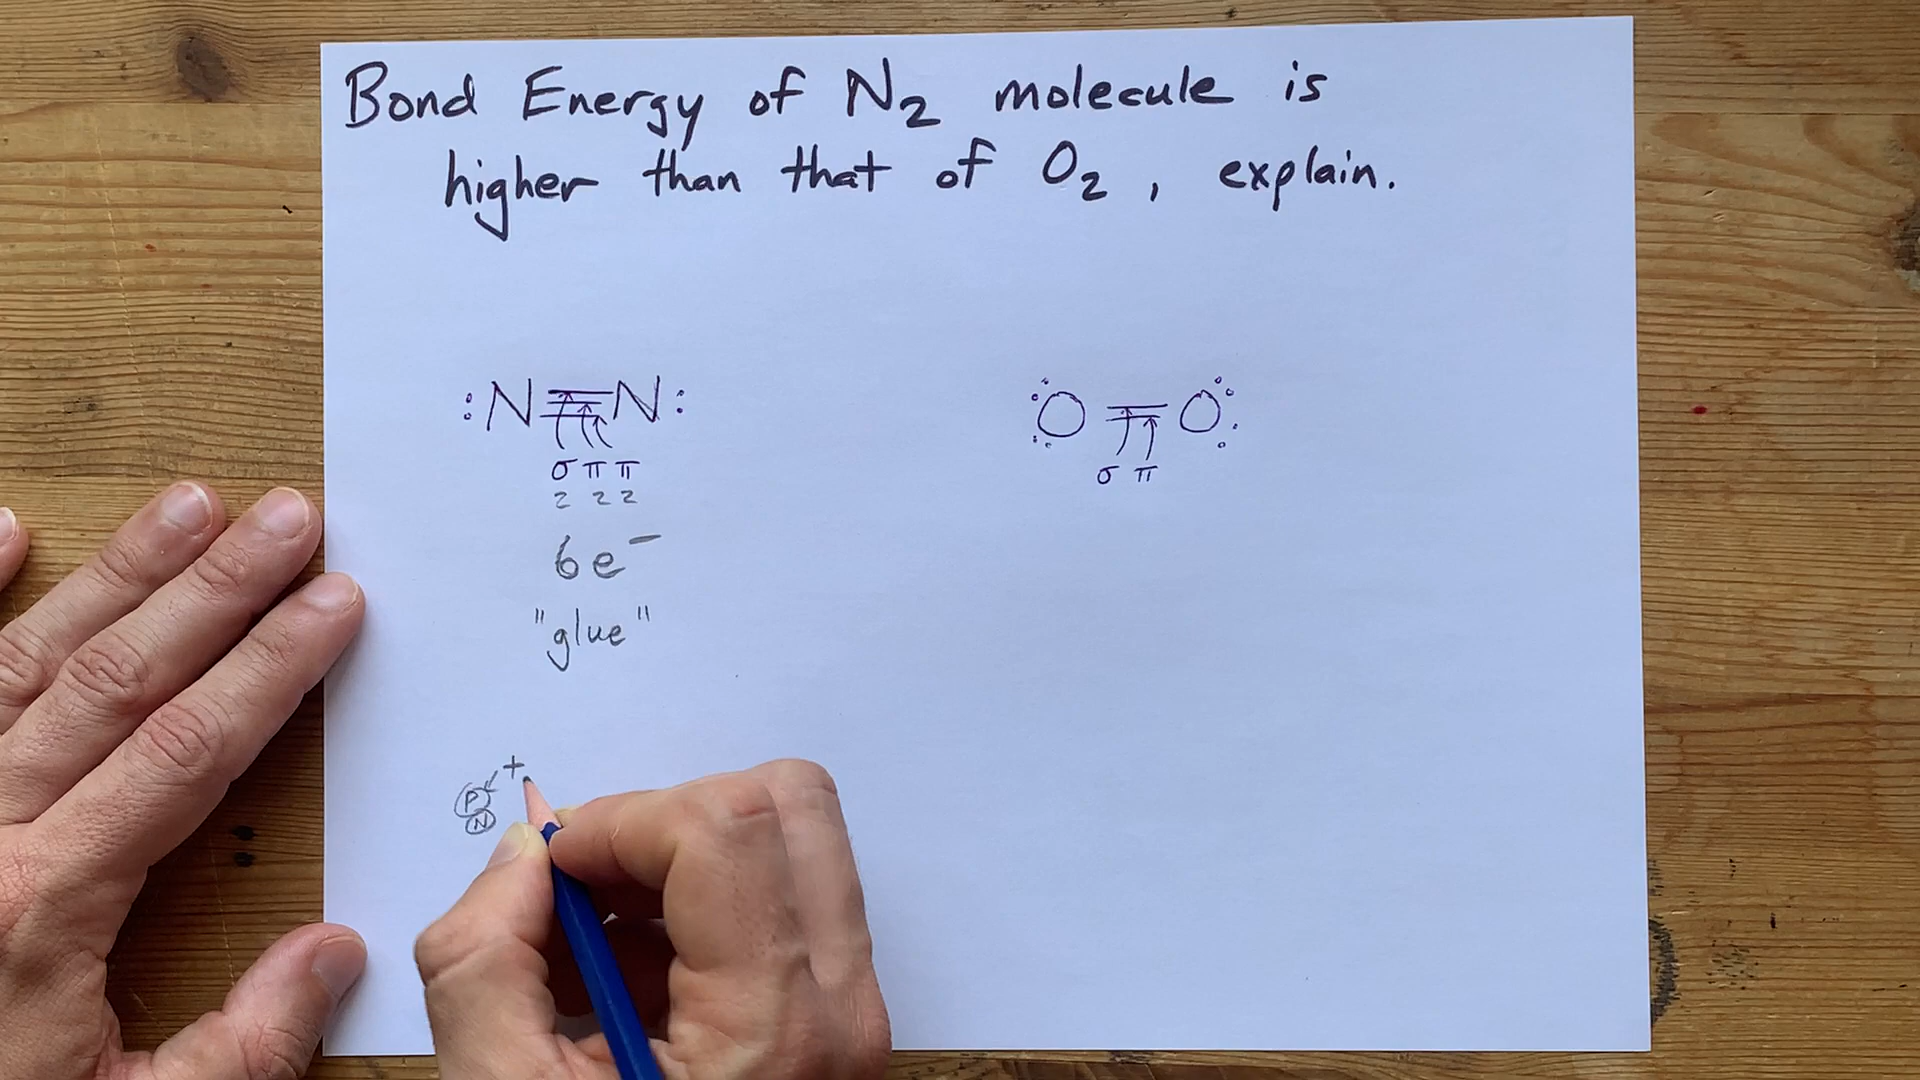 Bond Energy of N₂ molecule is
higher than that of O₂, explain.
:N≡N:
σ π π
2 2 2
6e⁻
"glue"
+
P
N
O=O
σ π